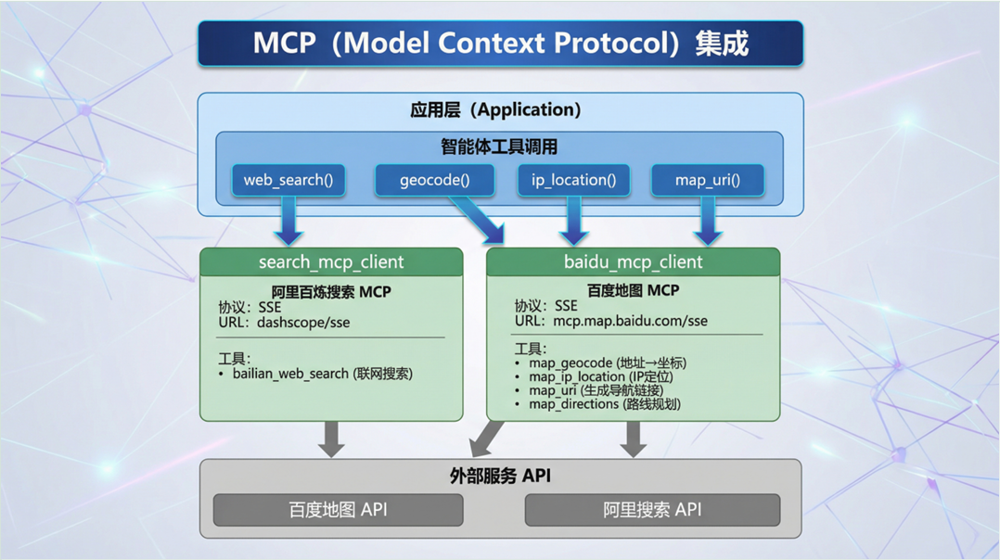 MCP（Model Context Protocol）集成
应用层（Application）
智能体工具调用
web_search()
geocode()
ip_location()
map_uri()
search_mcp_client
阿里百炼搜索 MCP
协议：SSE
URL：dashscope/sse
工具：
• bailian_web_search (联网搜索)
baidu_mcp_client
百度地图 MCP
协议：SSE
URL：mcp.map.baidu.com/sse
工具：
• map_geocode (地址→坐标)
• map_ip_location (IP定位)
• map_uri (生成导航链接)
• map_directions (路线规划)
外部服务 API
百度地图 API
阿里搜索 API